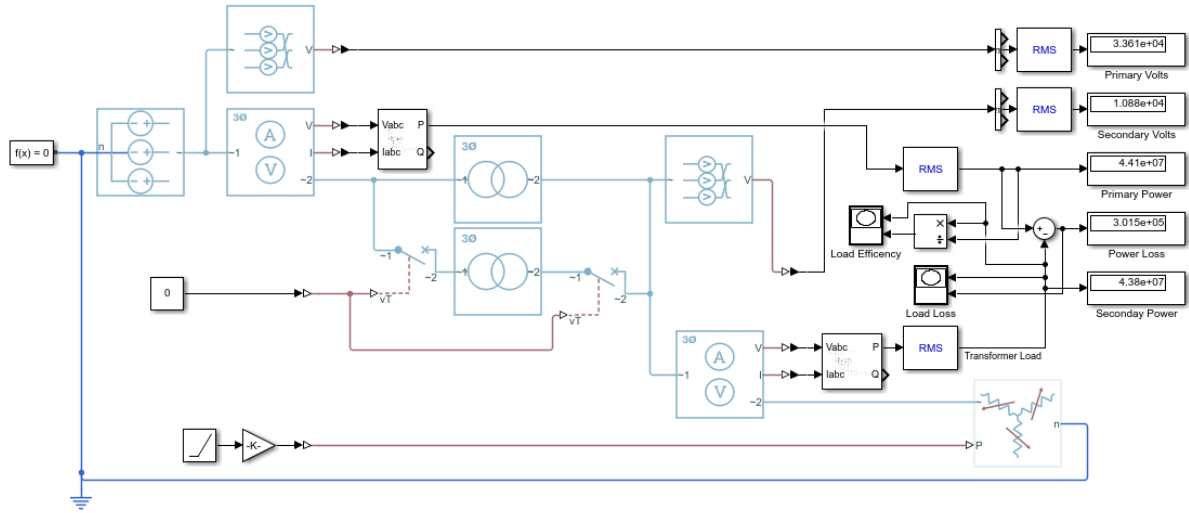 V
3.361e+04
RMS
Primary Volts
1.088e+04
RMS
Secondary Volts
3Ø
A
V
V
I
~1
~2
Vabc
Iabc
P
Q
f(x) = 0
n
~
3Ø
~1
~2
~
V
RMS
4.41e+07
Primary Power
×
÷
+
−
3.015e+05
Load Efficency
Power Loss
~1
~2
vT
3Ø
~1
~2
~1
~2
vT
0
4.38e+07
Load Loss
Seconday Power
3Ø
A
V
V
I
~1
~2
Vabc
Iabc
P
Q
RMS
Transformer Load
-K-
~
n
P